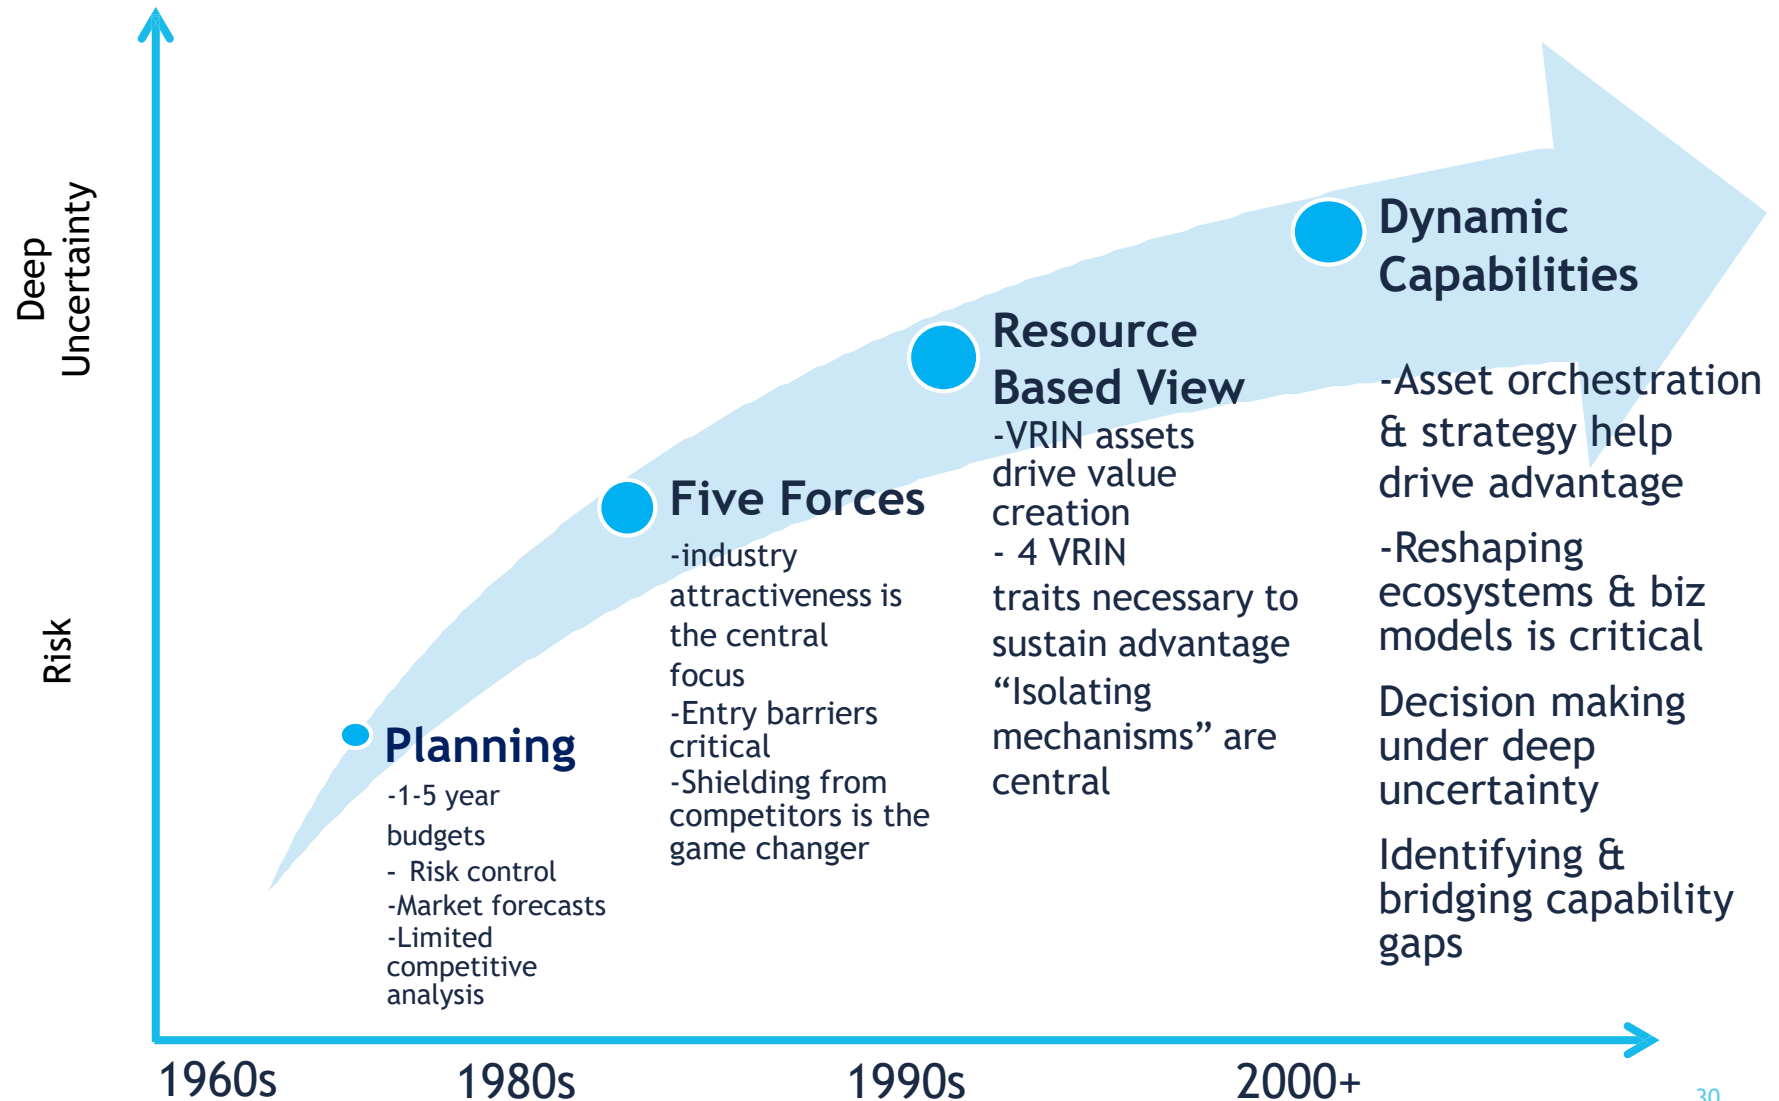 Deep
Uncertainty
Risk
Planning
-1-5 year
budgets
- Risk control
-Market forecasts
-Limited
competitive
analysis
Five Forces
-industry
attractiveness is
the central
focus
-Entry barriers
critical
-Shielding from
competitors is the
game changer
Resource
Based View
-VRIN assets
drive value
creation
- 4 VRIN
traits necessary to
sustain advantage
“Isolating
mechanisms” are
central
Dynamic
Capabilities
-Asset orchestration
& strategy help
drive advantage
-Reshaping
ecosystems & biz
models is critical
Decision making
under deep
uncertainty
Identifying &
bridging capability
gaps
1960s
1980s
1990s
2000+
30